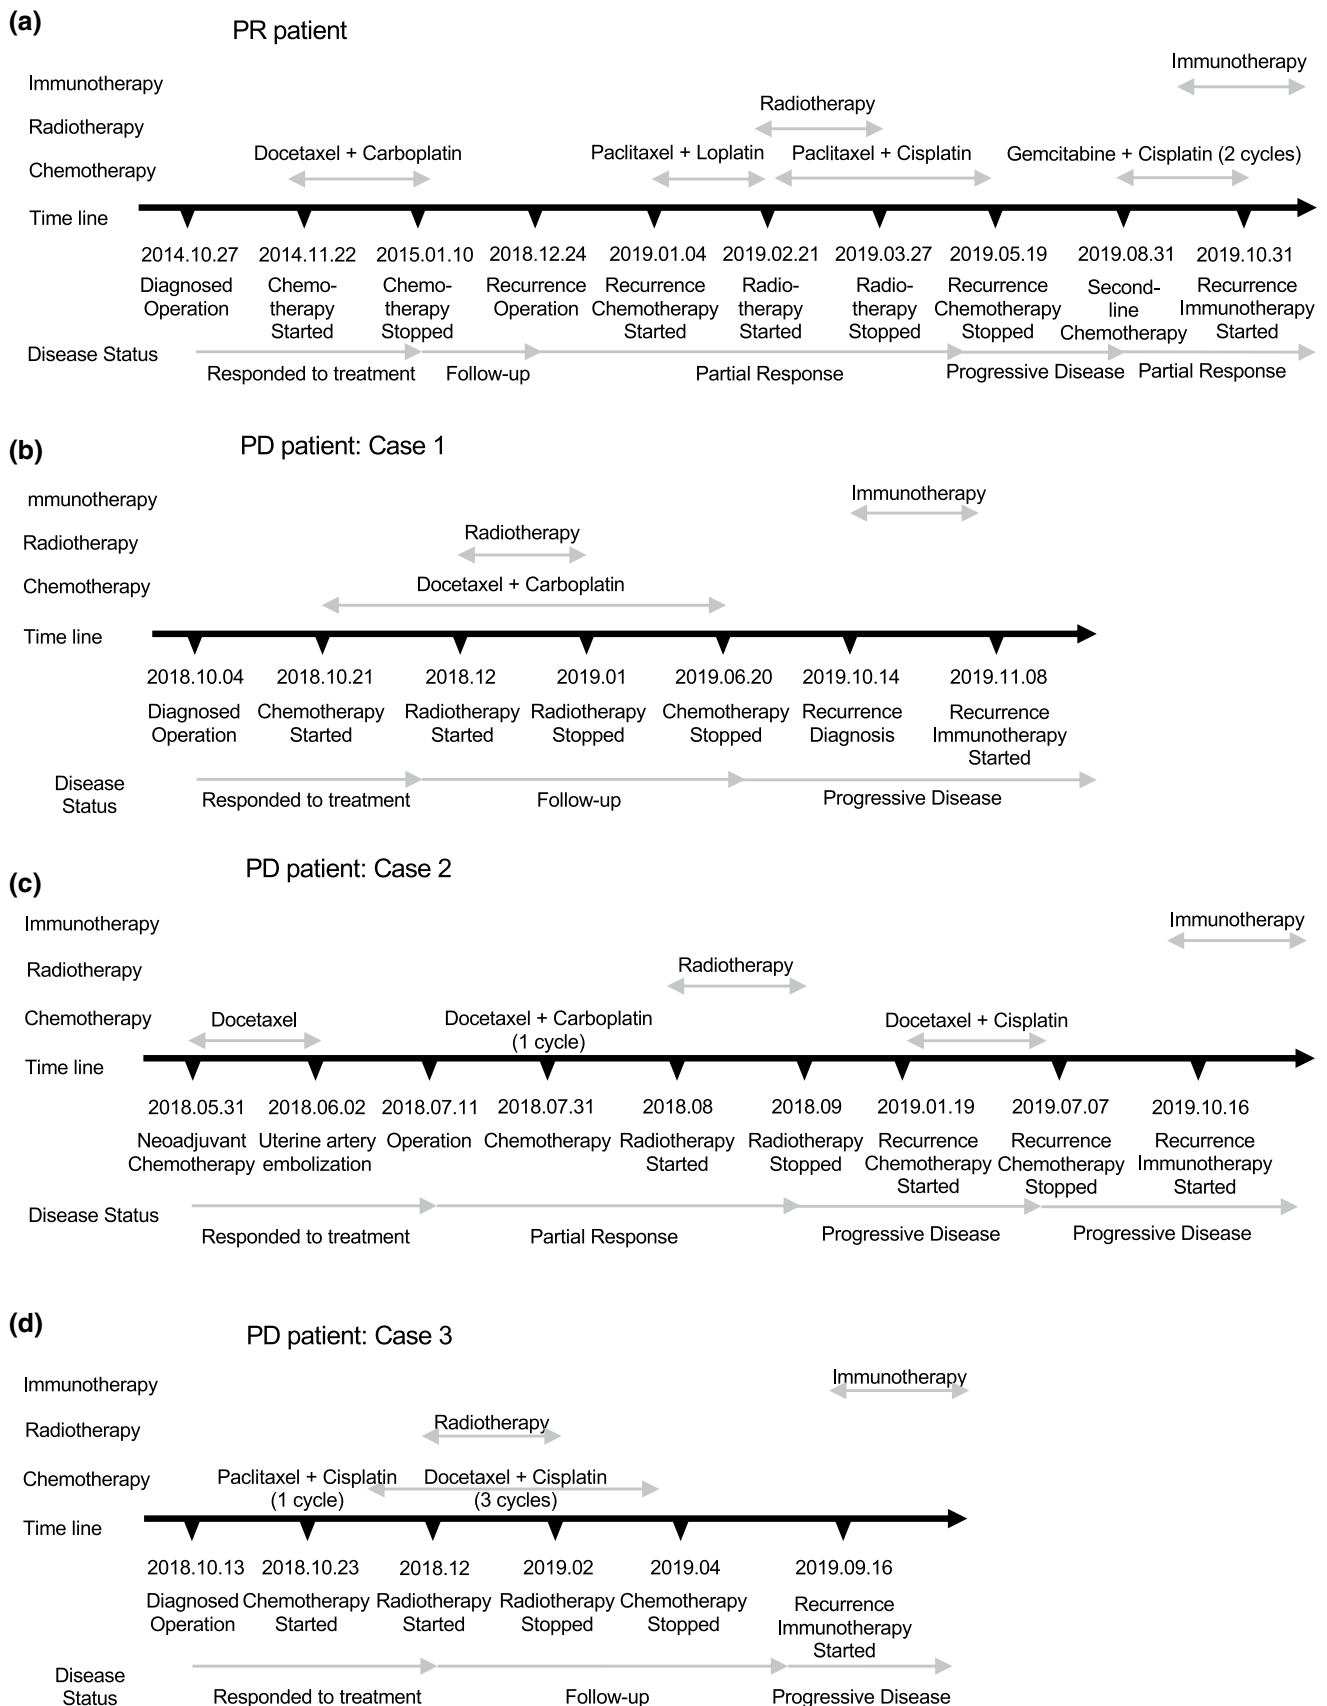 (a)
PR patient
Immunotherapy
Immunotherapy
Radiotherapy
Radiotherapy
Chemotherapy
Docetaxel + Carboplatin
Paclitaxel + Loplatin
Paclitaxel + Cisplatin
Gemcitabine + Cisplatin (2 cycles)
Time line
2014.10.27 2014.11.22 2015.01.10 2018.12.24 2019.01.04 2019.02.21 2019.03.27 2019.05.19 2019.08.31 2019.10.31
Diagnosed Chemo- Chemo- Recurrence Recurrence Radio- Radio- Recurrence Second- Recurrence
Operation therapy therapy Operation Chemotherapy therapy therapy Chemotherapy line Immunotherapy
Started Stopped Started Started Stopped Stopped Chemotherapy Started
Disease Status
Responded to treatment Follow-up Partial Response Progressive Disease Partial Response
(b)
PD patient: Case 1
mmunotherapy
Immunotherapy
Radiotherapy
Radiotherapy
Chemotherapy
Docetaxel + Carboplatin
Time line
2018.10.04 2018.10.21 2018.12 2019.01 2019.06.20 2019.10.14 2019.11.08
Diagnosed Chemotherapy Radiotherapy Radiotherapy Chemotherapy Recurrence Recurrence
Operation Started Started Stopped Stopped Diagnosis Immunotherapy
Started
Disease
Status
Responded to treatment Follow-up Progressive Disease
(c)
PD patient: Case 2
Immunotherapy
Immunotherapy
Radiotherapy
Radiotherapy
Chemotherapy
Docetaxel
Docetaxel + Carboplatin
(1 cycle)
Docetaxel + Cisplatin
Time line
2018.05.31 2018.06.02 2018.07.11 2018.07.31 2018.08 2018.09 2019.01.19 2019.07.07 2019.10.16
Neoadjuvant Uterine artery Operation Chemotherapy Radiotherapy Radiotherapy Recurrence Recurrence Recurrence
Chemotherapy embolization Started Stopped Chemotherapy Chemotherapy Immunotherapy
Started Stopped Started
Disease Status
Responded to treatment Partial Response Progressive Disease Progressive Disease
(d)
PD patient: Case 3
Immunotherapy
Immunotherapy
Radiotherapy
Radiotherapy
Chemotherapy
Paclitaxel + Cisplatin
(1 cycle)
Docetaxel + Cisplatin
(3 cycles)
Time line
2018.10.13 2018.10.23 2018.12 2019.02 2019.04 2019.09.16
Diagnosed Chemotherapy Radiotherapy Radiotherapy Chemotherapy Recurrence
Operation Started Started Stopped Stopped Immunotherapy
Started
Disease
Status
Responded to treatment Follow-up Progressive Disease